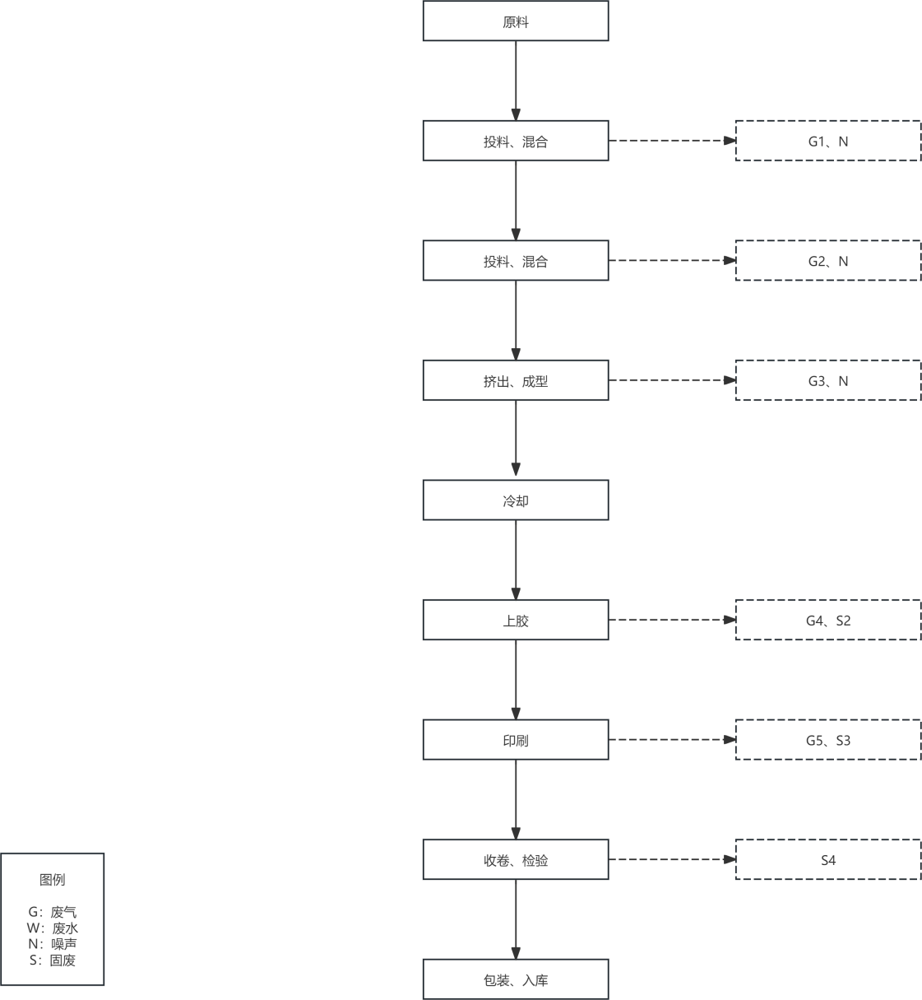 原料
投料、混合
G1、N
投料、混合
G2、N
挤出、成型
G3、N
冷却
上胶
G4、S2
印刷
G5、S3
收卷、检验
S4
包装、入库
图例
G：废气
W：废水
N：噪声
S：固废